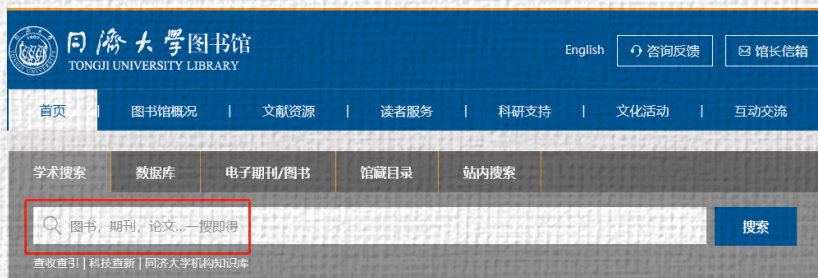 同濟大學图书馆
TONGJI UNIVERSITY LIBRARY
English 咨询反馈 馆长信箱
首页 | 图书馆概况 | 文献资源 | 读者服务 | 科研支持 | 文化活动 | 互动交流
学术搜索 数据库 电子期刊/图书 馆藏目录 站内搜索
图书，期刊，论文...一搜即得 搜索
查收查引 | 科技查新 | 同济大学机构知识库